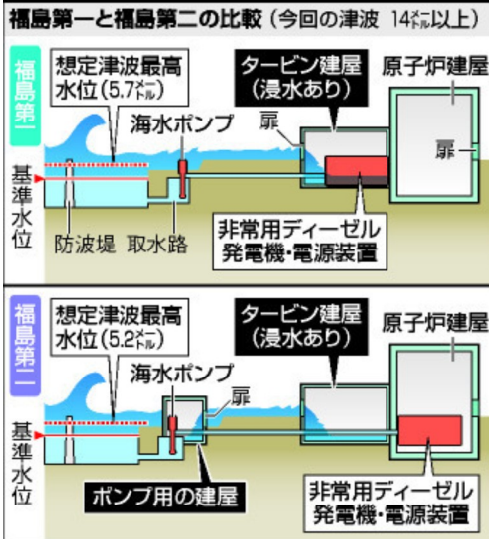 福島第一と福島第二の比較(今回の津波 14㍍以上)
福島第一
想定津波最高
水位(5.7㍍)
海水ポンプ
タービン建屋
(浸水あり)
扉
原子炉建屋
扉
基準水位
防波堤
取水路
非常用ディーゼル
発電機・電源装置
福島第二
想定津波最高
水位(5.2㍍)
海水ポンプ
扉
タービン建屋
(浸水あり)
原子炉建屋
基準水位
ポンプ用の建屋
非常用ディーゼル
発電機・電源装置